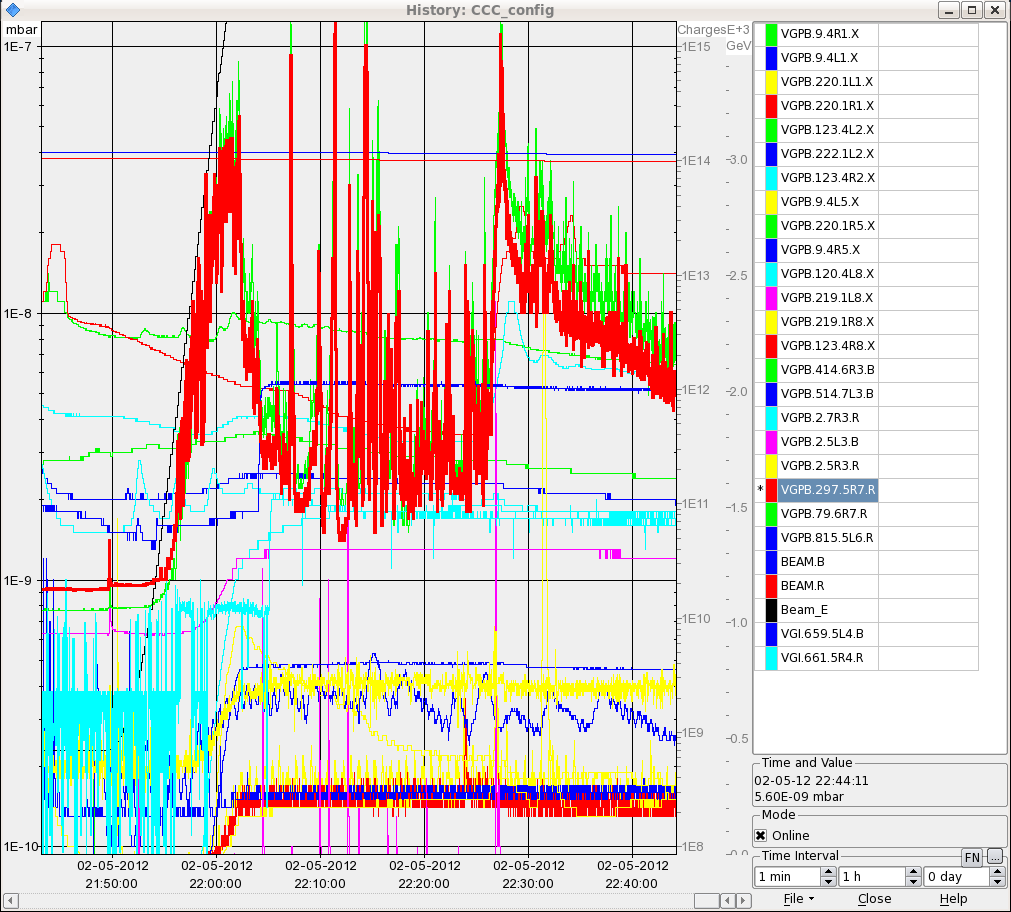 History: CCC_config
mbar
ChargesE+3
GeV
1E-7
1E-8
1E-9
1E-10
1E15
1E14
1E13
1E12
1E11
1E10
1E9
1E8
-3.0
-2.5
-2.0
-1.5
-1.0
-0.5
-0.0
02-05-2012 02-05-2012 02-05-2012 02-05-2012 02-05-2012 02-05-2012
21:50:00 22:00:00 22:10:00 22:20:00 22:30:00 22:40:00
VGPB.9.4R1.X
VGPB.9.4L1.X
VGPB.220.1L1.X
VGPB.220.1R1.X
VGPB.123.4L2.X
VGPB.222.1L2.X
VGPB.123.4R2.X
VGPB.9.4L5.X
VGPB.220.1R5.X
VGPB.9.4R5.X
VGPB.120.4L8.X
VGPB.219.1L8.X
VGPB.219.1R8.X
VGPB.123.4R8.X
VGPB.414.6R3.B
VGPB.514.7L3.B
VGPB.2.7R3.R
VGPB.2.5L3.B
VGPB.2.5R3.R
* VGPB.297.5R7.R
VGPB.79.6R7.R
VGPB.815.5L6.R
BEAM.B
BEAM.R
Beam_E
VGI.659.5L4.B
VGI.661.5R4.R
Time and Value
02-05-12 22:44:11
5.60E-09 mbar
Mode
Online
Time Interval FN ...
1 min 1 h 0 day
File Close Help